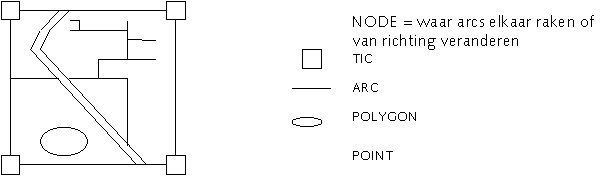 NODE = waar arcs elkaar raken of
van richting veranderen
TIC
ARC
POLYGON
POINT